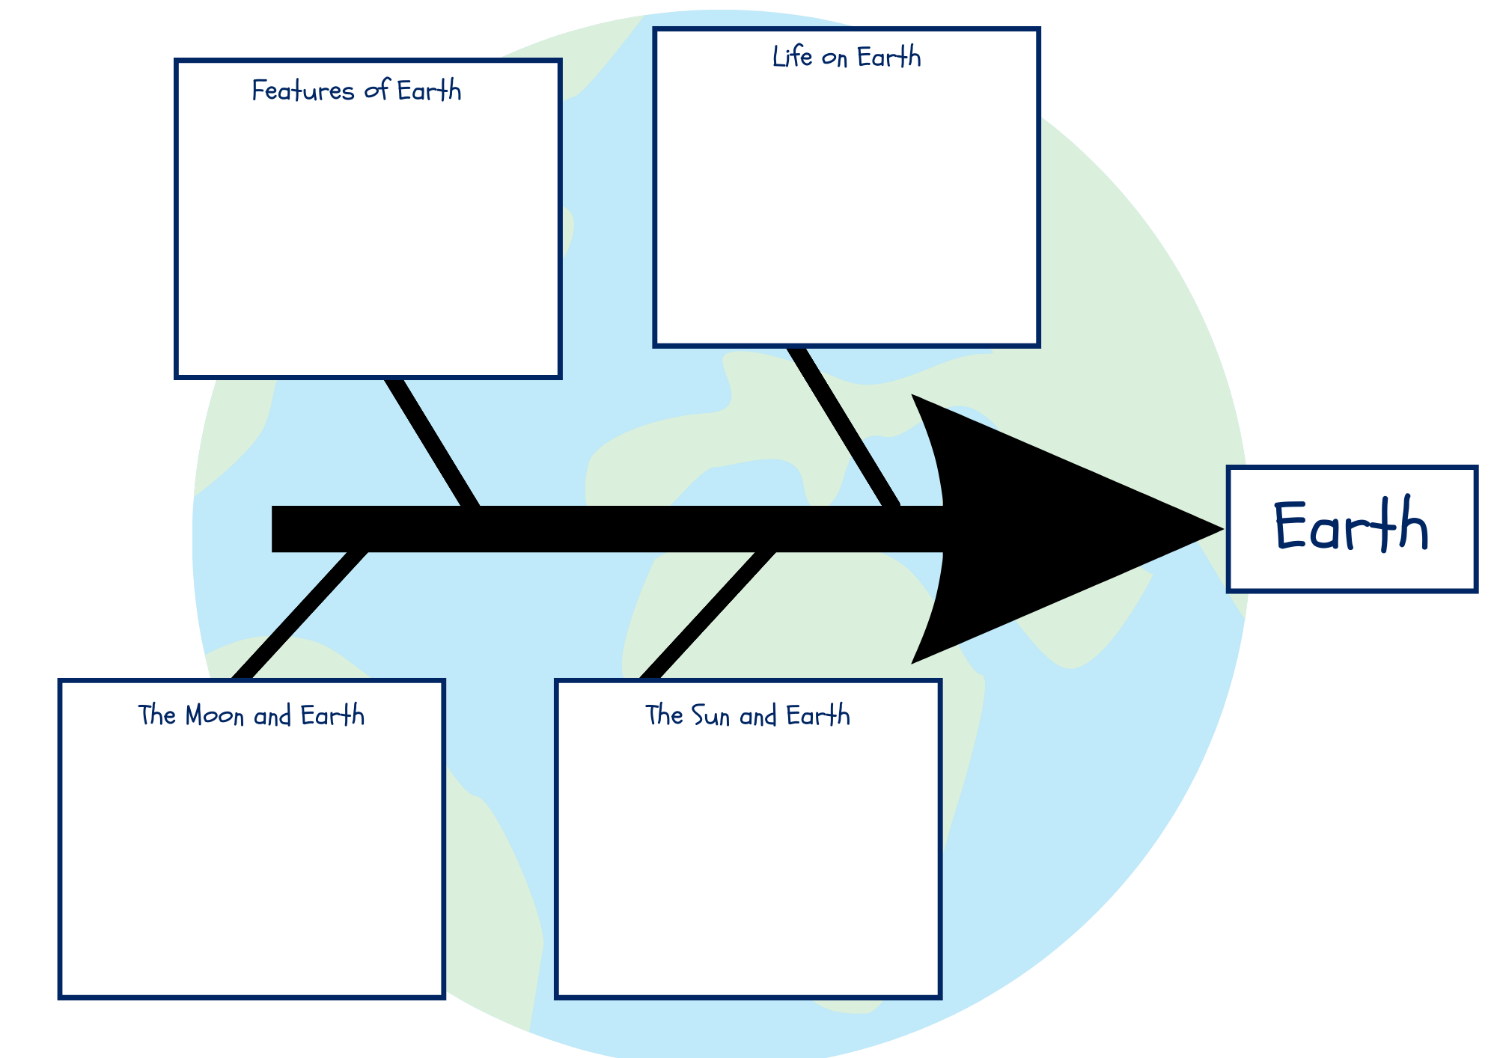 Features of Earth
Life on Earth
Earth
The Moon and Earth
The Sun and Earth